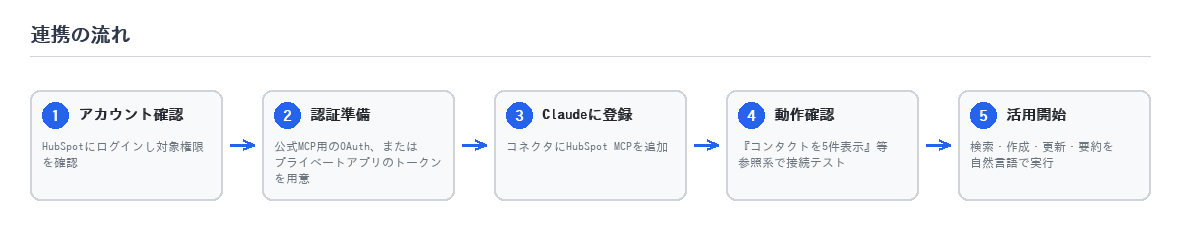 連携の流れ
1 アカウント確認
HubSpotにログインし対象権限
を確認
2 認証準備
公式MCP用のOAuth、または
プライベートアプリのトークン
を用意
3 Claudeに登録
コネクタにHubSpot MCPを追加
4 動作確認
『コンタクトを5件表示』等
参照系で接続テスト
5 活用開始
検索・作成・更新・要約を
自然言語で実行